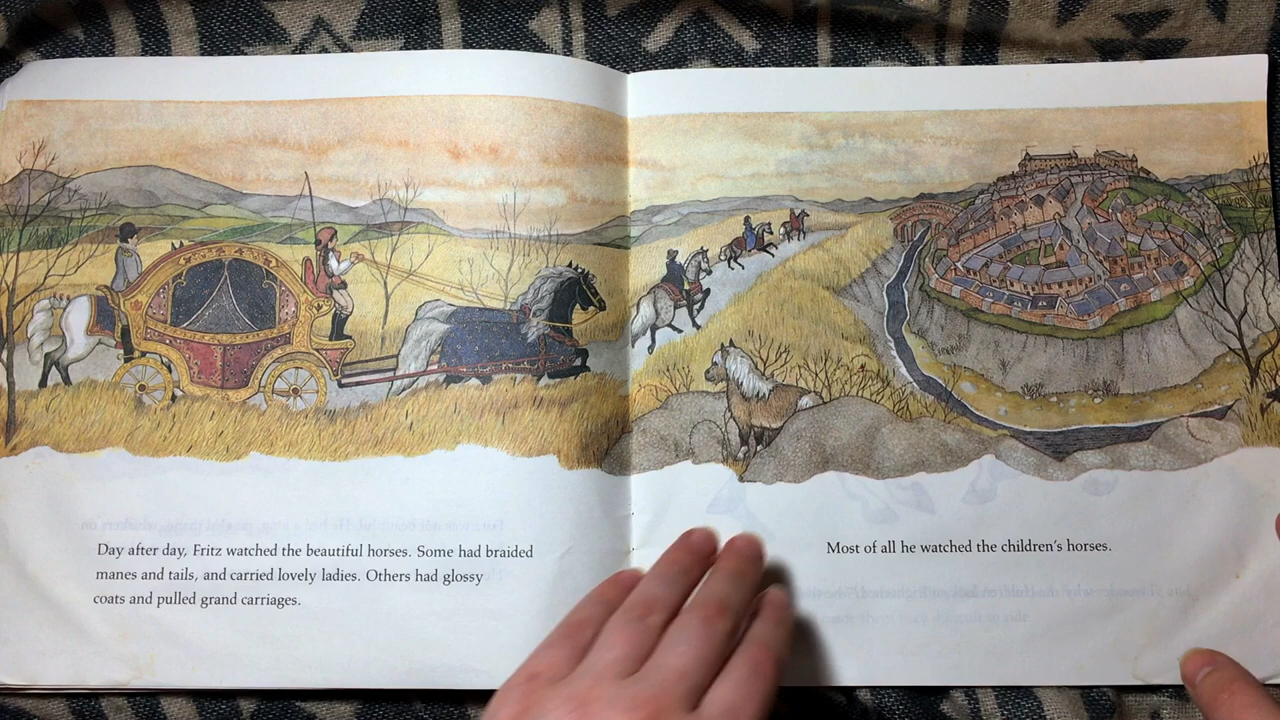 Day after day, Fritz watched the beautiful horses. Some had braided
manes and tails, and carried lovely ladies. Others had glossy
coats and pulled grand carriages.
Most of all he watched the children's horses.